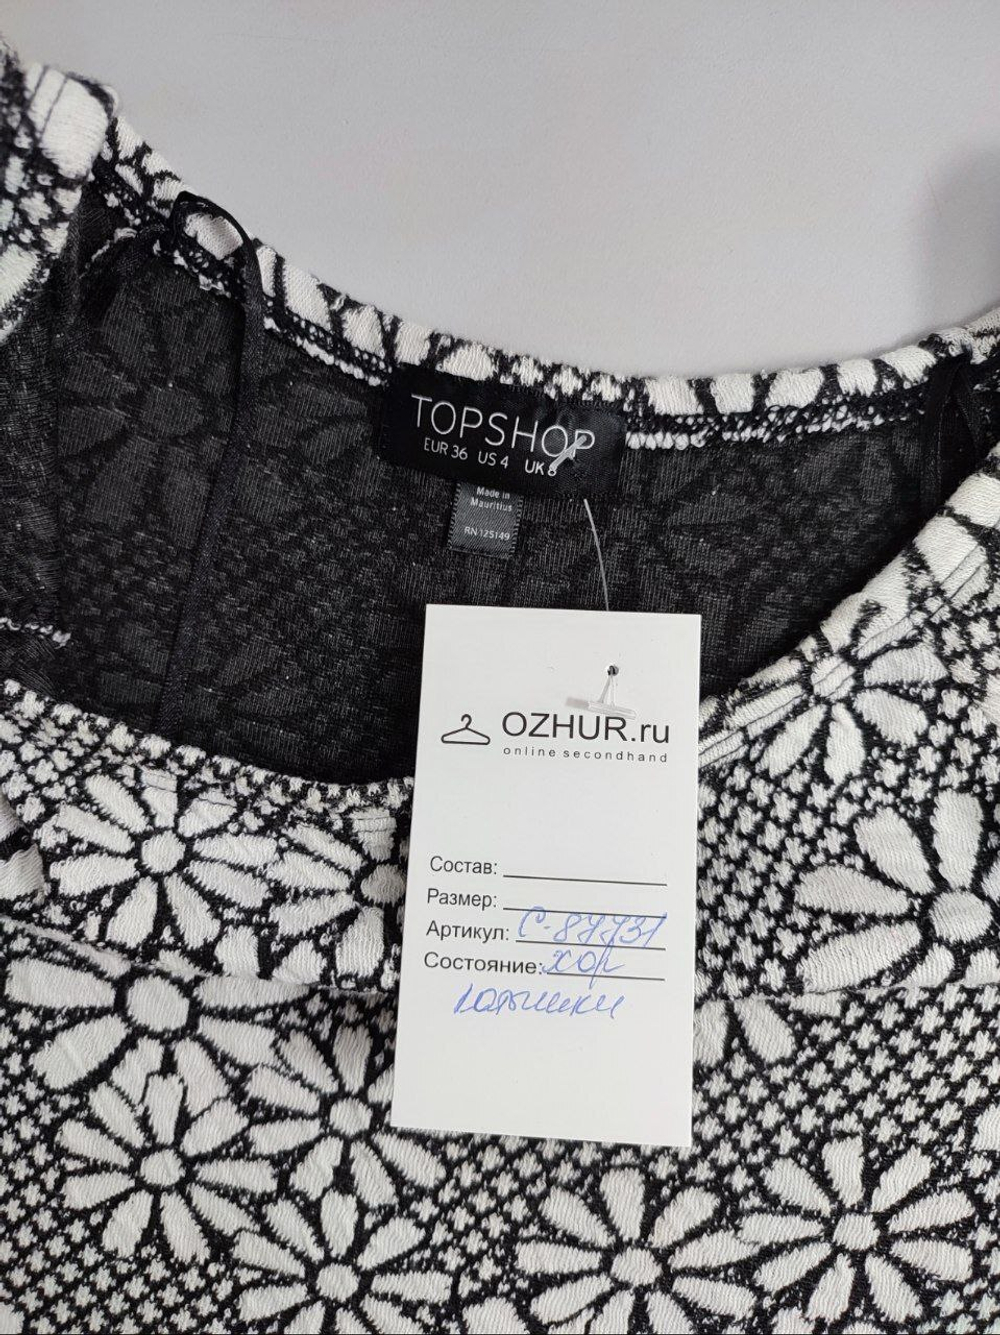 TOPSHOP
EUR 36 US 4 UK 8
Made in
Mauritius
RN 125149
OZHUR.ru
online secondhand
Состав:
Размер:
Артикул: С-87731
Состояние: хор
катышки